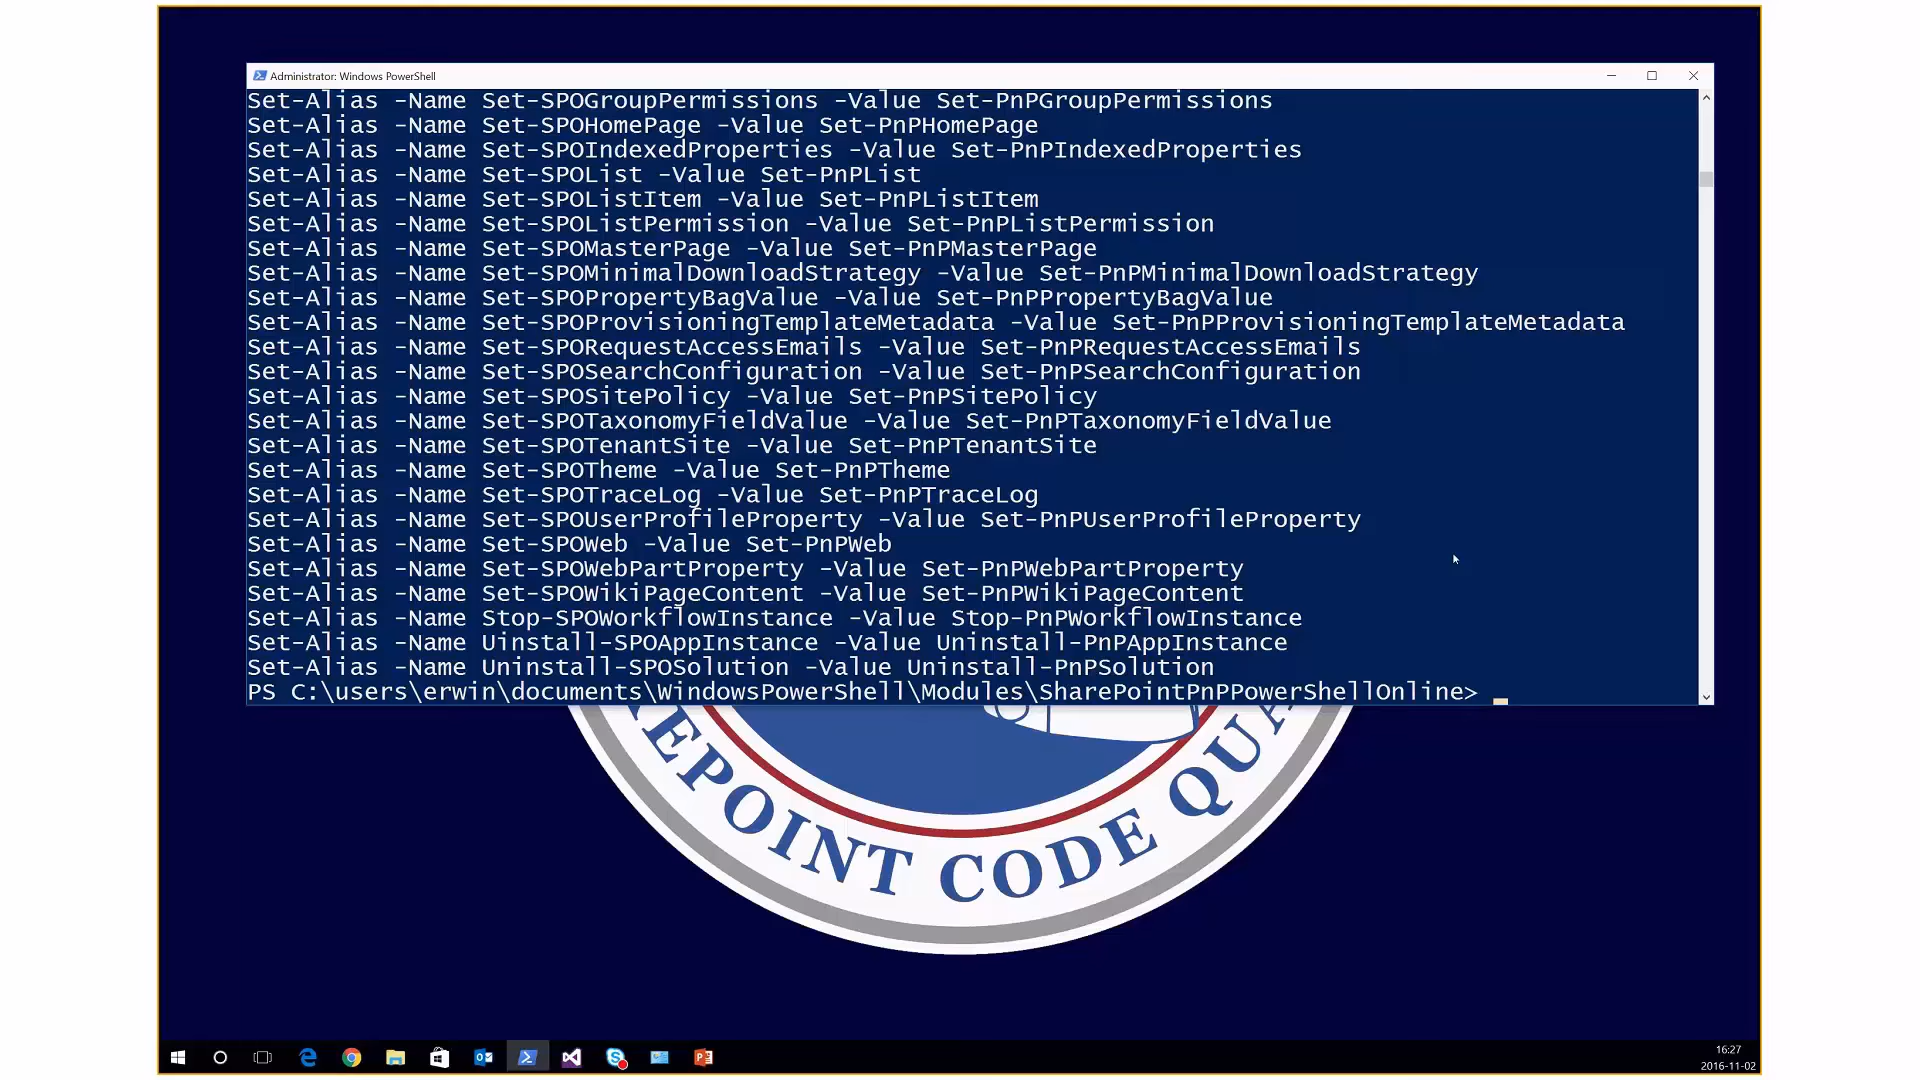 Administrator: Windows PowerShell
Set-Alias -Name Set-SPOGroupPermissions -Value Set-PnPGroupPermissions
Set-Alias -Name Set-SPOHomePage -Value Set-PnPHomePage
Set-Alias -Name Set-SPOIndexedProperties -Value Set-PnPIndexedProperties
Set-Alias -Name Set-SPOList -Value Set-PnPList
Set-Alias -Name Set-SPOListItem -Value Set-PnPListItem
Set-Alias -Name Set-SPOListPermission -Value Set-PnPListPermission
Set-Alias -Name Set-SPOMasterPage -Value Set-PnPMasterPage
Set-Alias -Name Set-SPOMinimalDownloadStrategy -Value Set-PnPMinimalDownloadStrategy
Set-Alias -Name Set-SPOPropertyBagValue -Value Set-PnPPropertyBagValue
Set-Alias -Name Set-SPOProvisioningTemplateMetadata -Value Set-PnPProvisioningTemplateMetadata
Set-Alias -Name Set-SPORequestAccessEmails -Value Set-PnPRequestAccessEmails
Set-Alias -Name Set-SPOSearchConfiguration -Value Set-PnPSearchConfiguration
Set-Alias -Name Set-SPOSitePolicy -Value Set-PnPSitePolicy
Set-Alias -Name Set-SPOTaxonomyFieldValue -Value Set-PnPTaxonomyFieldValue
Set-Alias -Name Set-SPOTenantSite -Value Set-PnPTenantSite
Set-Alias -Name Set-SPOTheme -Value Set-PnPTheme
Set-Alias -Name Set-SPOTraceLog -Value Set-PnPTraceLog
Set-Alias -Name Set-SPOUserProfileProperty -Value Set-PnPUserProfileProperty
Set-Alias -Name Set-SPOWeb -Value Set-PnPWeb
Set-Alias -Name Set-SPOWebPartProperty -Value Set-PnPWebPartProperty
Set-Alias -Name Set-SPOWikiPageContent -Value Set-PnPWikiPageContent
Set-Alias -Name Stop-SPOWorkflowInstance -Value Stop-PnPWorkflowInstance
Set-Alias -Name Uinstall-SPOAppInstance -Value Uninstall-PnPAppInstance
Set-Alias -Name Uninstall-SPOSolution -Value Uninstall-PnPSolution
PS C:\users\erwin\documents\WindowsPowerShell\Modules\SharePointPnPPowerShellOnline>
REPOINT CODE QUA
16:27
2016-11-02